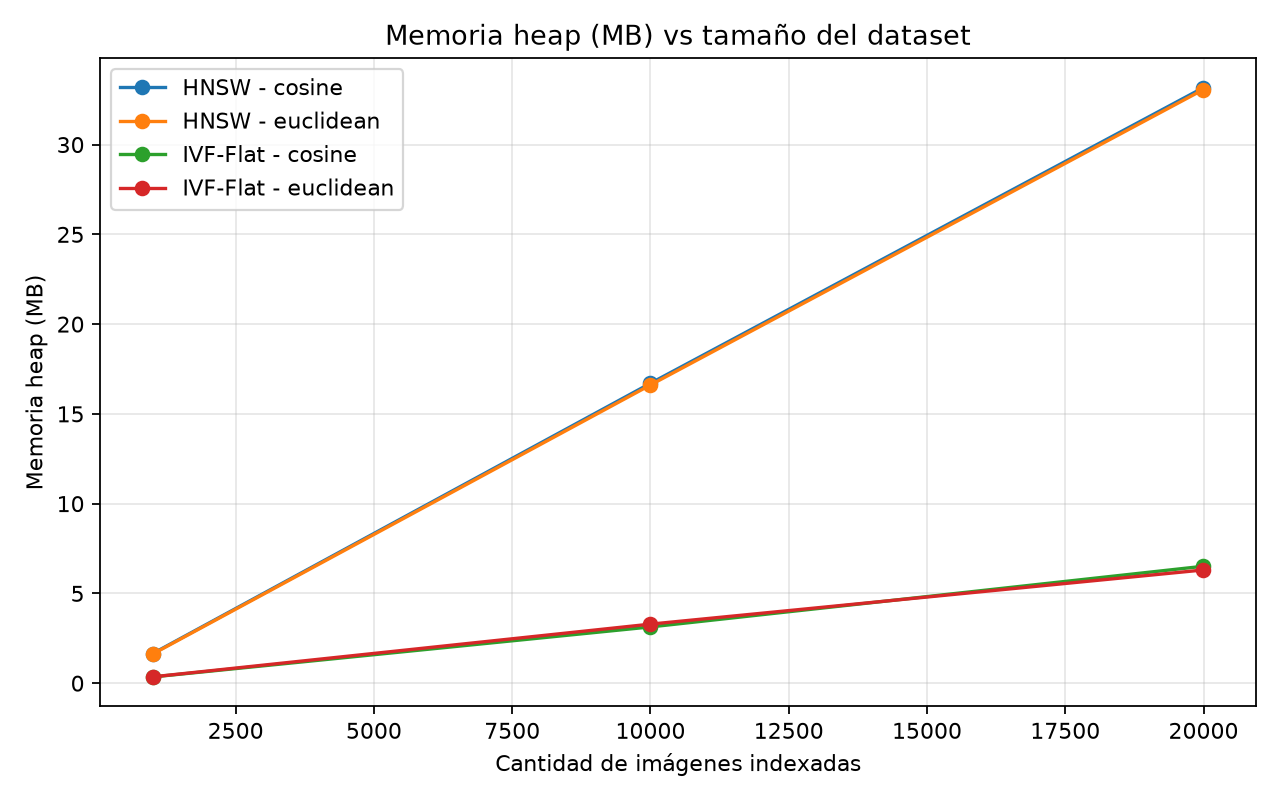 Memoria heap (MB) vs tamaño del dataset
HNSW - cosine
HNSW - euclidean
IVF-Flat - cosine
IVF-Flat - euclidean
Memoria heap (MB)
30
25
20
15
10
5
0
2500 5000 7500 10000 12500 15000 17500 20000
Cantidad de imágenes indexadas